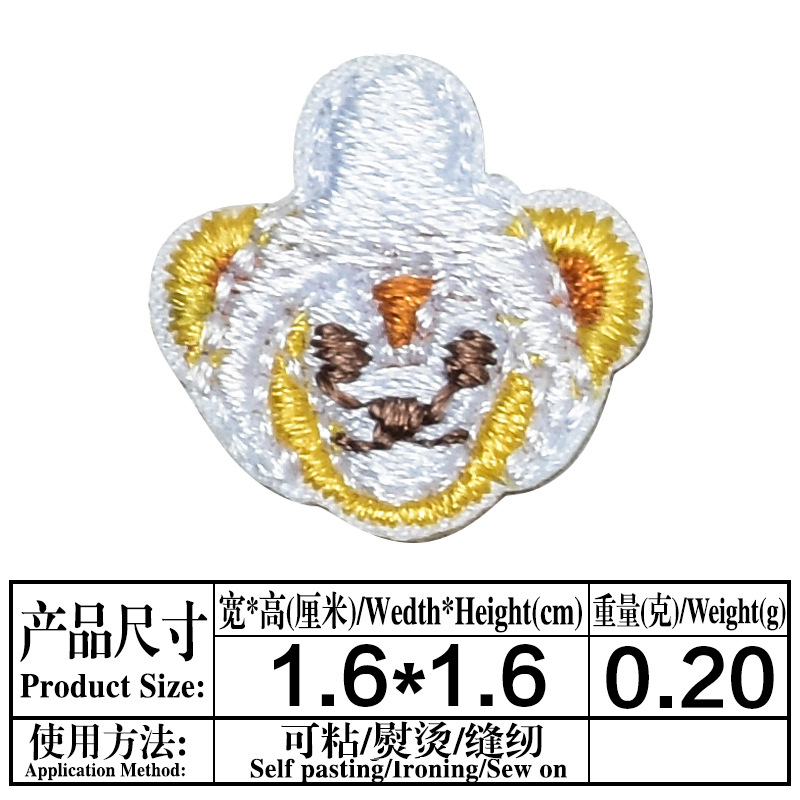 产品尺寸
Product Size:
宽*高(厘米)/Wedth*Height(cm)
重量(克)/Weight(g)
1.6*1.6
0.20
使用方法:
Application Method:
可粘/熨烫/缝纫
Self pasting/Ironing/Sew on